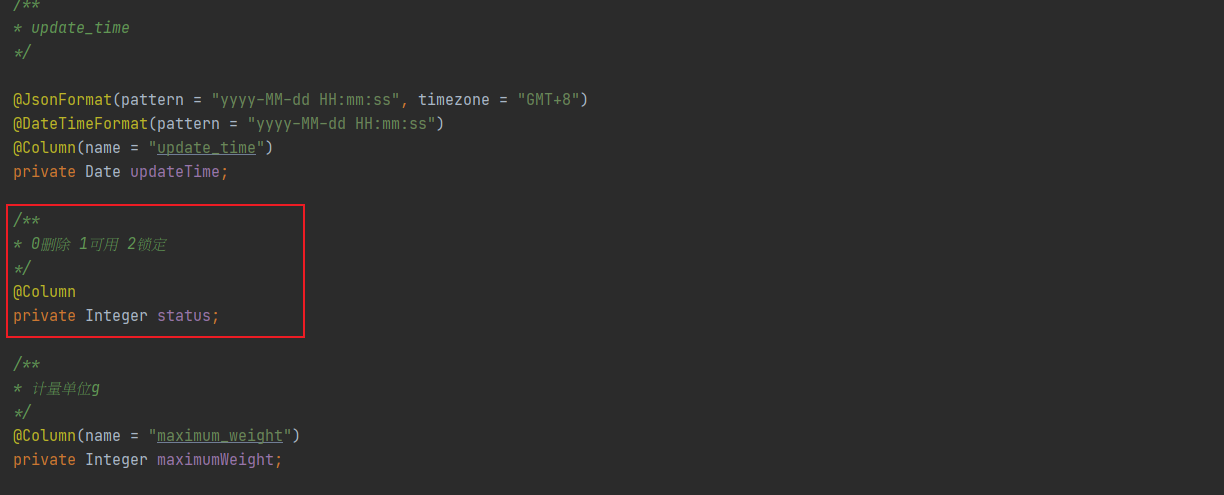 /**
* update_time
*/
@JsonFormat(pattern = "yyyy-MM-dd HH:mm:ss", timezone = "GMT+8")
@DateTimeFormat(pattern = "yyyy-MM-dd HH:mm:ss")
@Column(name = "update_time")
private Date updateTime;
/**
* 0删除 1可用 2锁定
*/
@Column
private Integer status;
/**
* 计量单位g
*/
@Column(name = "maximum_weight")
private Integer maximumWeight;